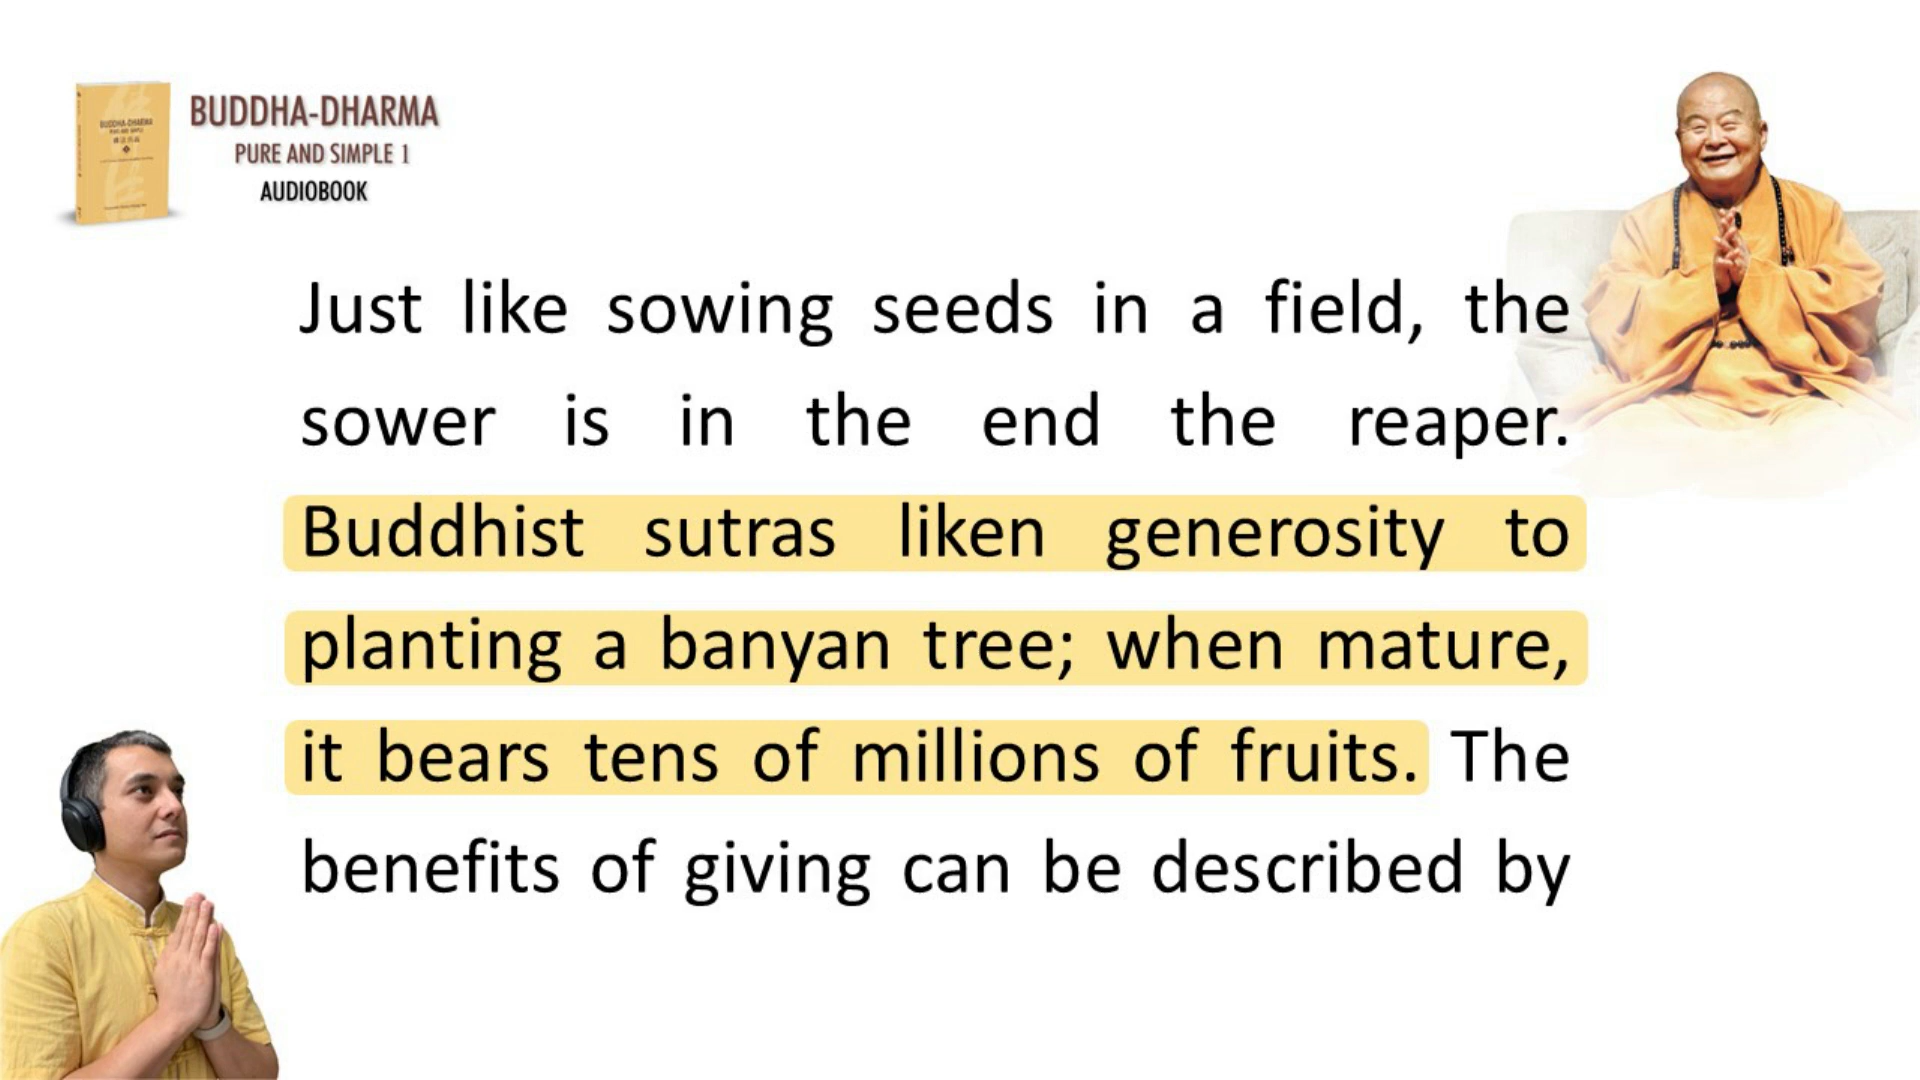 BUDDHA-DHARMA
PURE AND SIMPLE 1
AUDIOBOOK
Just like sowing seeds in a field, the
sower is in the end the reaper.
Buddhist sutras liken generosity to
planting a banyan tree; when mature,
it bears tens of millions of fruits. The
benefits of giving can be described by